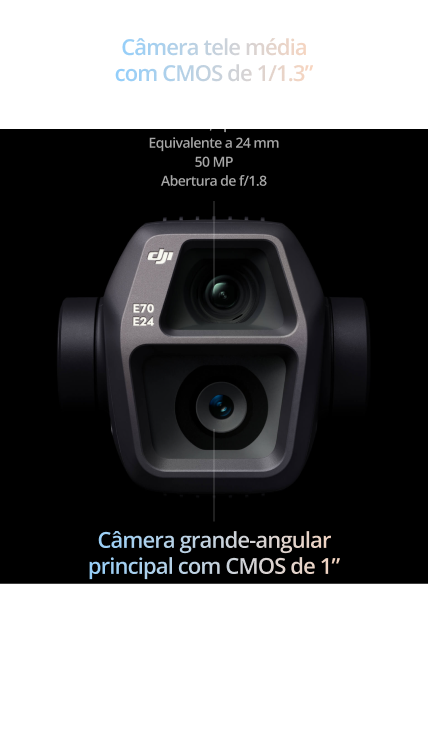 Câmera tele média
com CMOS de 1/1.3”
Equivalente a 24 mm
50 MP
Abertura de f/1.8
dji
E70
E24
Câmera grande-angular
principal com CMOS de 1”